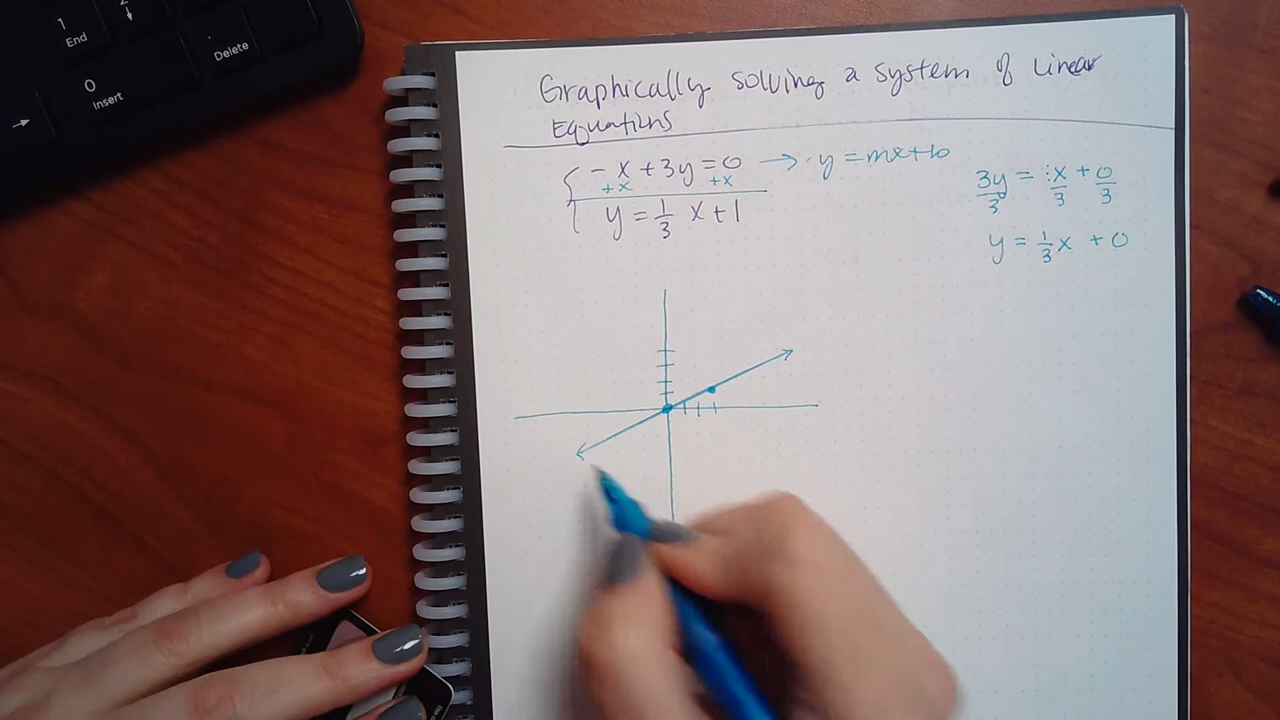 1
End
↓
.
Delete
0
Insert
→
Graphically solving a system of linear
Equations
-x + 3y = 0 → y = mx+b
+x +x
y = 1/3 x + 1
3y/3 = x/3 + 0/3
y = 1/3 x + 0